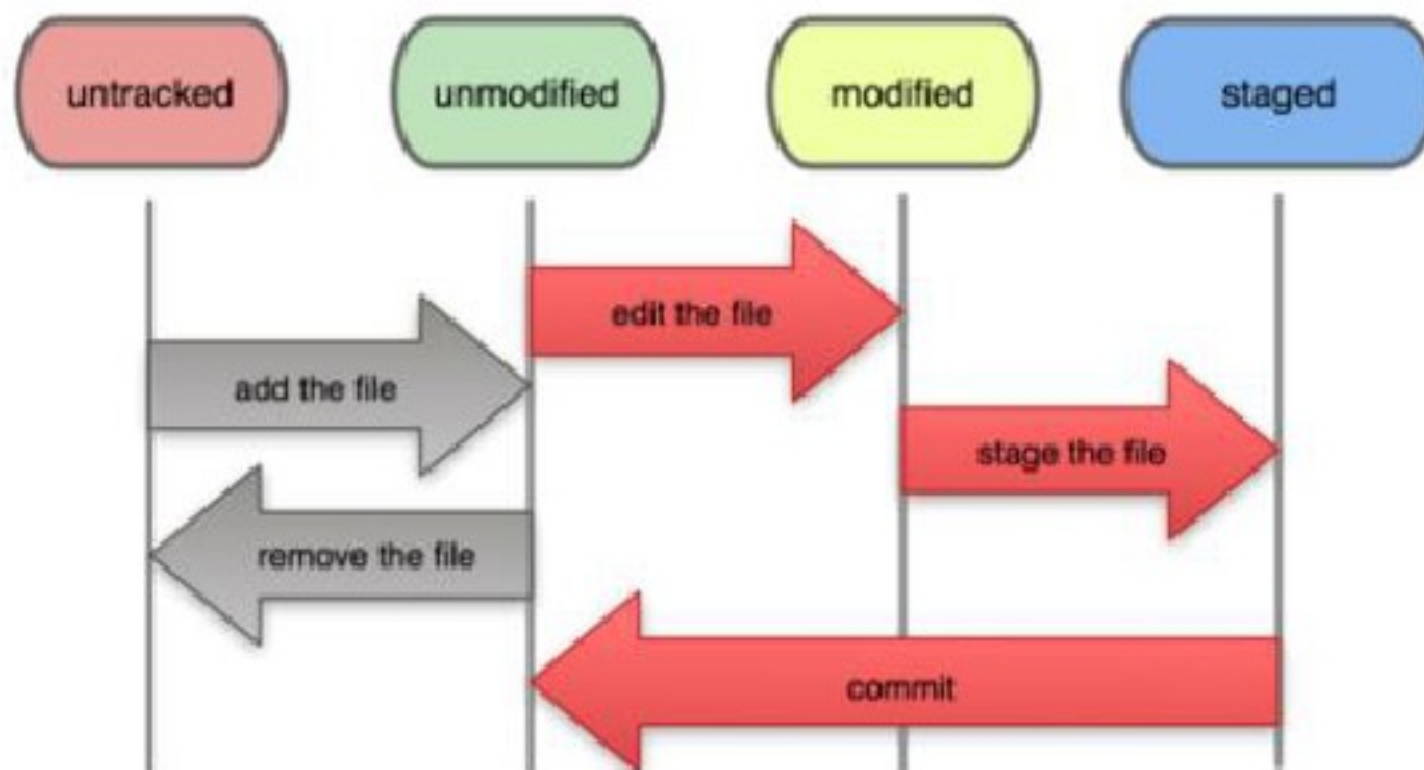 untracked
unmodified
modified
staged
edit the file
add the file
stage the file
remove the file
commit